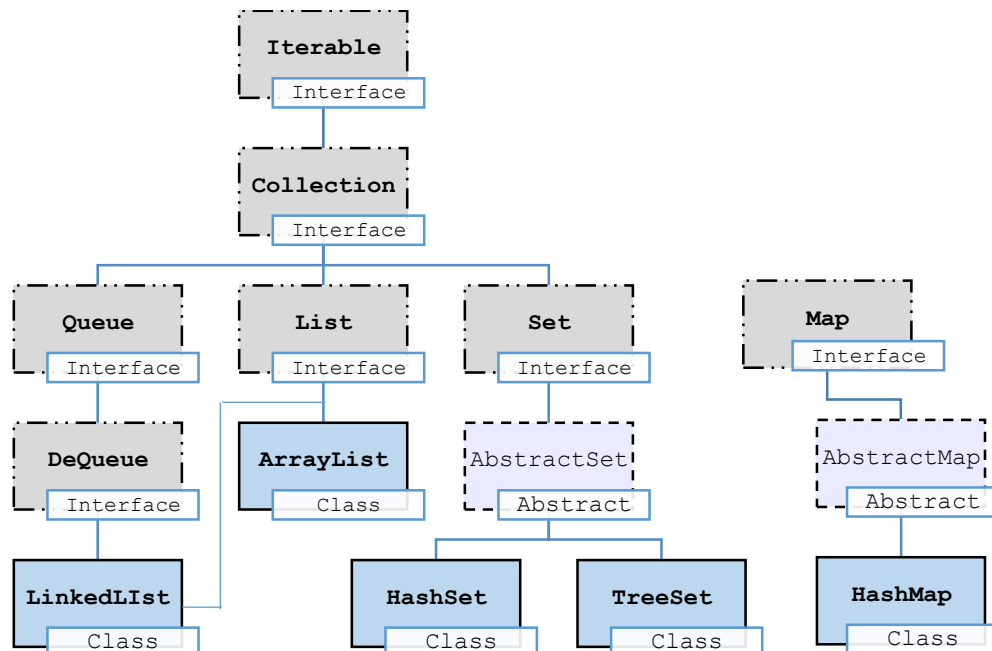 Iterable
Interface
Collection
Interface
Queue
Interface
List
Interface
Set
Interface
Map
Interface
DeQueue
Interface
ArrayList
Class
AbstractSet
Abstract
AbstractMap
Abstract
LinkedLIst
Class
HashSet
Class
TreeSet
Class
HashMap
Class